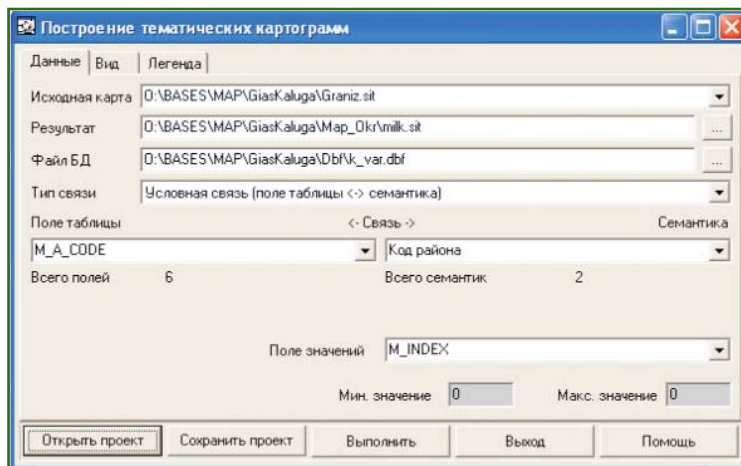 Построение тематических картограмм
Данные Вид Легенда
Исходная карта O:\BASES\MAP\GiasKaluga\Graniz.sit
Результат O:\BASES\MAP\GiasKaluga\Map_Okr\milk.sit ...
Файл БД O:\BASES\MAP\GiasKaluga\Dbf\k_var.dbf ...
Тип связи Условная связь (поле таблицы <-> семантика)
Поле таблицы <- Связь -> Семантика
M_A_CODE Код района
Всего полей 6 Всего семантик 2
Поле значений M_INDEX
Мин. значение 0 Макс. значение 0
Открыть проект Сохранить проект Выполнить Выход Помощь